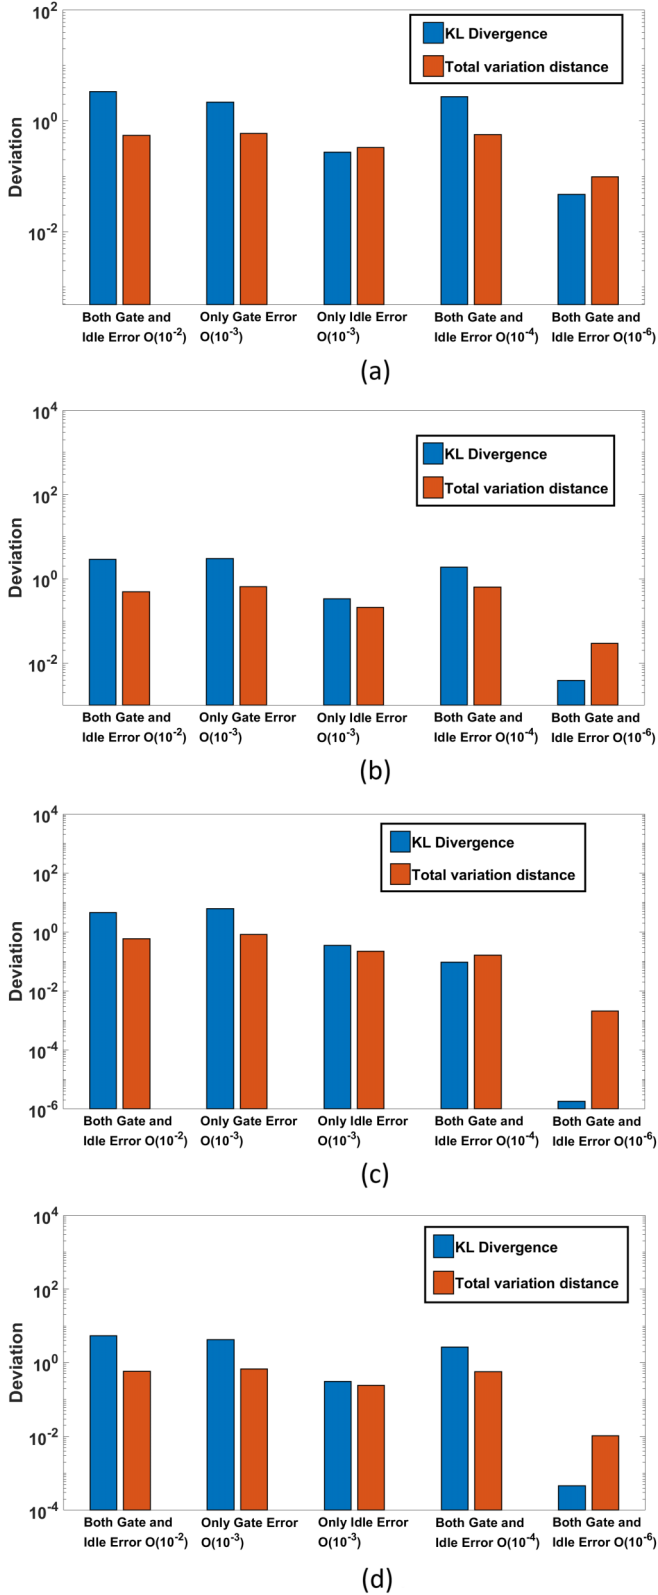 10^2
KL Divergence
Total variation distance
10^0
Deviation
10^-2
Both Gate and Only Gate Error Only Idle Error Both Gate and Both Gate and
Idle Error O(10^-2) O(10^-3) O(10^-3) Idle Error O(10^-4) Idle Error O(10^-6)
(a)
10^4
KL Divergence
10^2
Total variation distance
Deviation
10^0
10^-2
Both Gate and Only Gate Error Only Idle Error Both Gate and Both Gate and
Idle Error O(10^-2) O(10^-3) O(10^-3) Idle Error O(10^-4) Idle Error O(10^-6)
(b)
10^4
KL Divergence
10^2
Total variation distance
10^0
Deviation
10^-2
10^-4
10^-6
Both Gate and Only Gate Error Only Idle Error Both Gate and Both Gate and
Idle Error O(10^-2) O(10^-3) O(10^-3) Idle Error O(10^-4) Idle Error O(10^-6)
(c)
10^4
KL Divergence
Total variation distance
10^2
Deviation
10^0
10^-2
10^-4
Both Gate and Only Gate Error Only Idle Error Both Gate and Both Gate and
Idle Error O(10^-2) O(10^-3) O(10^-3) Idle Error O(10^-4) Idle Error O(10^-6)
(d)